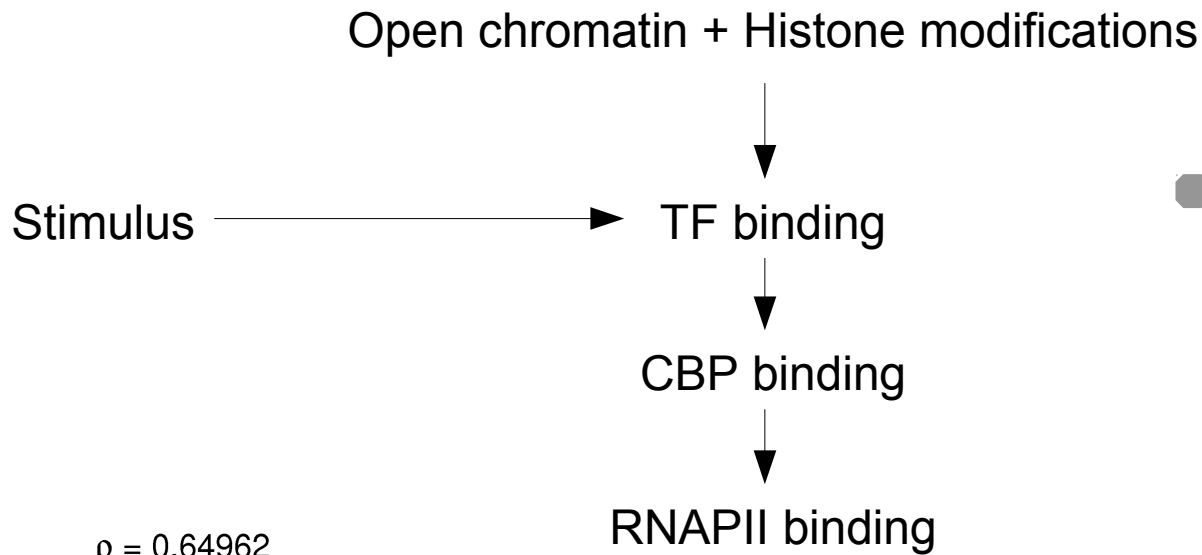 Open chromatin + Histone modifications
Stimulus
TF binding
CBP binding
RNAPII binding
ρ = 0.64962